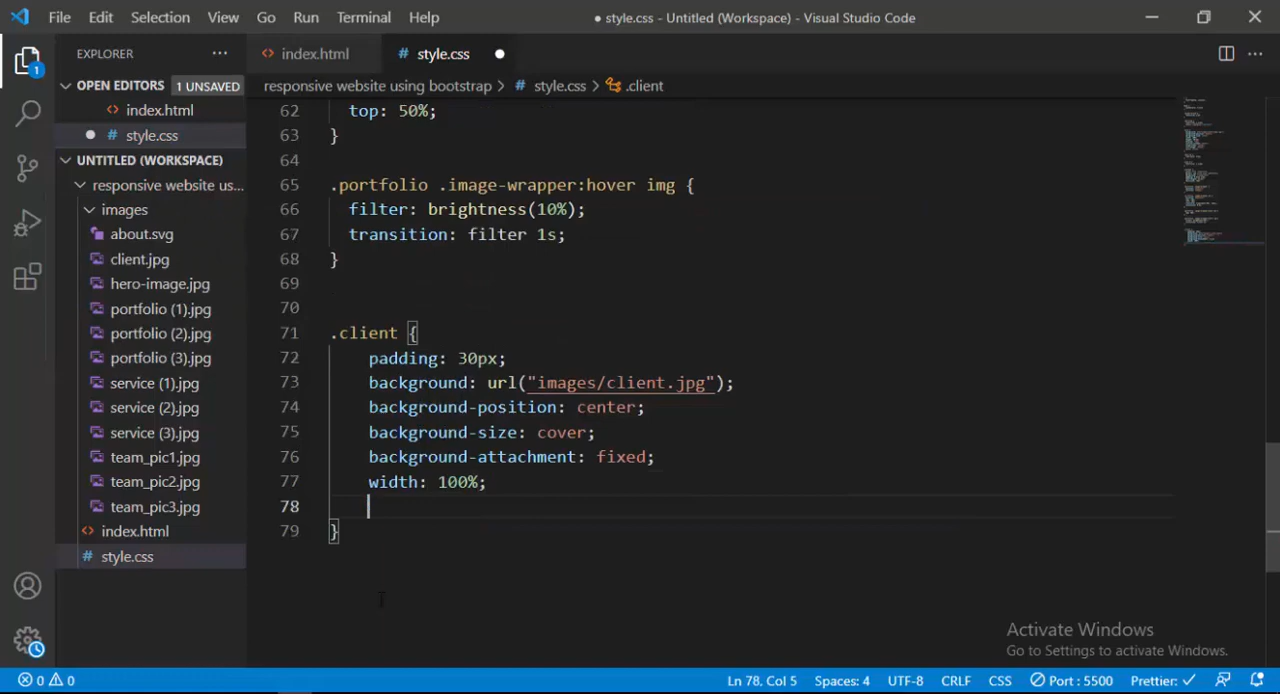 File Edit Selection View Go Run Terminal Help
● style.css - Untitled (Workspace) - Visual Studio Code
EXPLORER
index.html
# style.css
OPEN EDITORS 1 UNSAVED
responsive website using bootstrap > # style.css > .client
index.html
# style.css
UNTITLED (WORKSPACE)
responsive website us...
images
about.svg
client.jpg
hero-image.jpg
portfolio (1).jpg
portfolio (2).jpg
portfolio (3).jpg
service (1).jpg
service (2).jpg
service (3).jpg
team_pic1.jpg
team_pic2.jpg
team_pic3.jpg
index.html
# style.css
1
62 top: 50%;
63 }
64
65 .portfolio .image-wrapper:hover img {
66 filter: brightness(10%);
67 transition: filter 1s;
68 }
69
70
71 .client {
72 padding: 30px;
73 background: url("images/client.jpg");
74 background-position: center;
75 background-size: cover;
76 background-attachment: fixed;
77 width: 100%;
78
79 }
Activate Windows
Go to Settings to activate Windows.
0 0 Ln 78, Col 5 Spaces: 4 UTF-8 CRLF CSS Port : 5500 Prettier: ✓